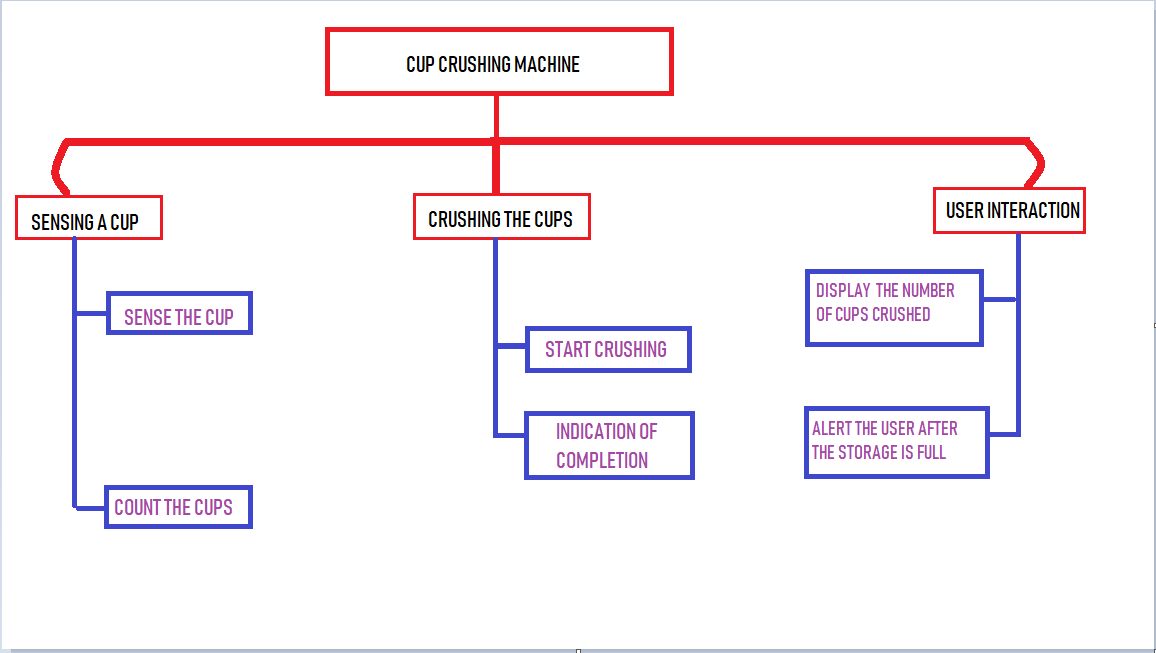 CUP CRUSHING MACHINE
SENSING A CUP
CRUSHING THE CUPS
USER INTERACTION
SENSE THE CUP
COUNT THE CUPS
START CRUSHING
INDICATION OF
COMPLETION
DISPLAY THE NUMBER
OF CUPS CRUSHED
ALERT THE USER AFTER
THE STORAGE IS FULL